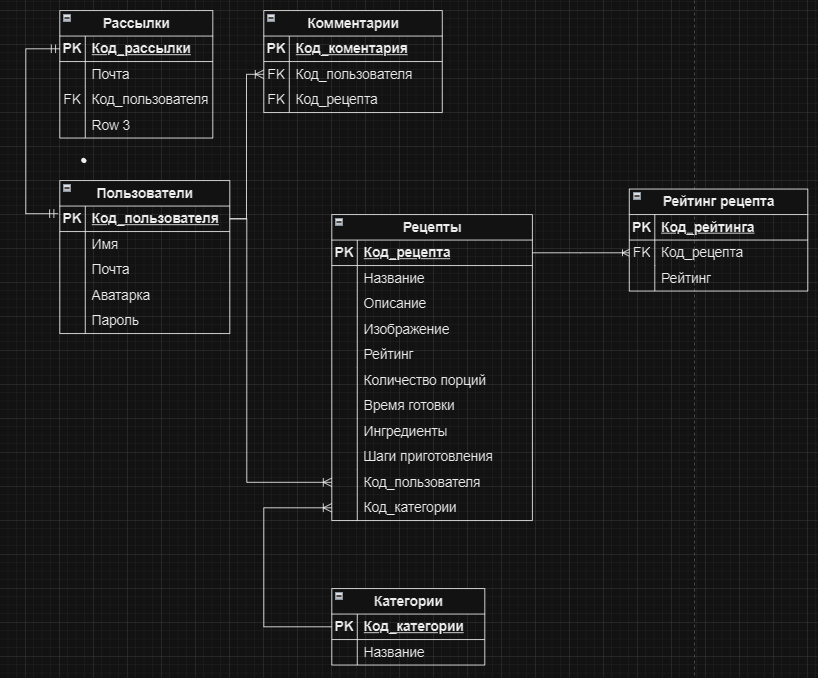 Рассылки
PK Код_рассылки
Почта
FK Код_пользователя
Row 3
Комментарии
PK Код_коментария
FK Код_пользователя
FK Код_рецепта
Пользователи
PK Код_пользователя
Имя
Почта
Аватарка
Пароль
Рецепты
PK Код_рецепта
Название
Описание
Изображение
Рейтинг
Количество порций
Время готовки
Ингредиенты
Шаги приготовления
Код_пользователя
Код_категории
Рейтинг рецепта
PK Код_рейтинга
FK Код_рецепта
Рейтинг
Категории
PK Код_категории
Название